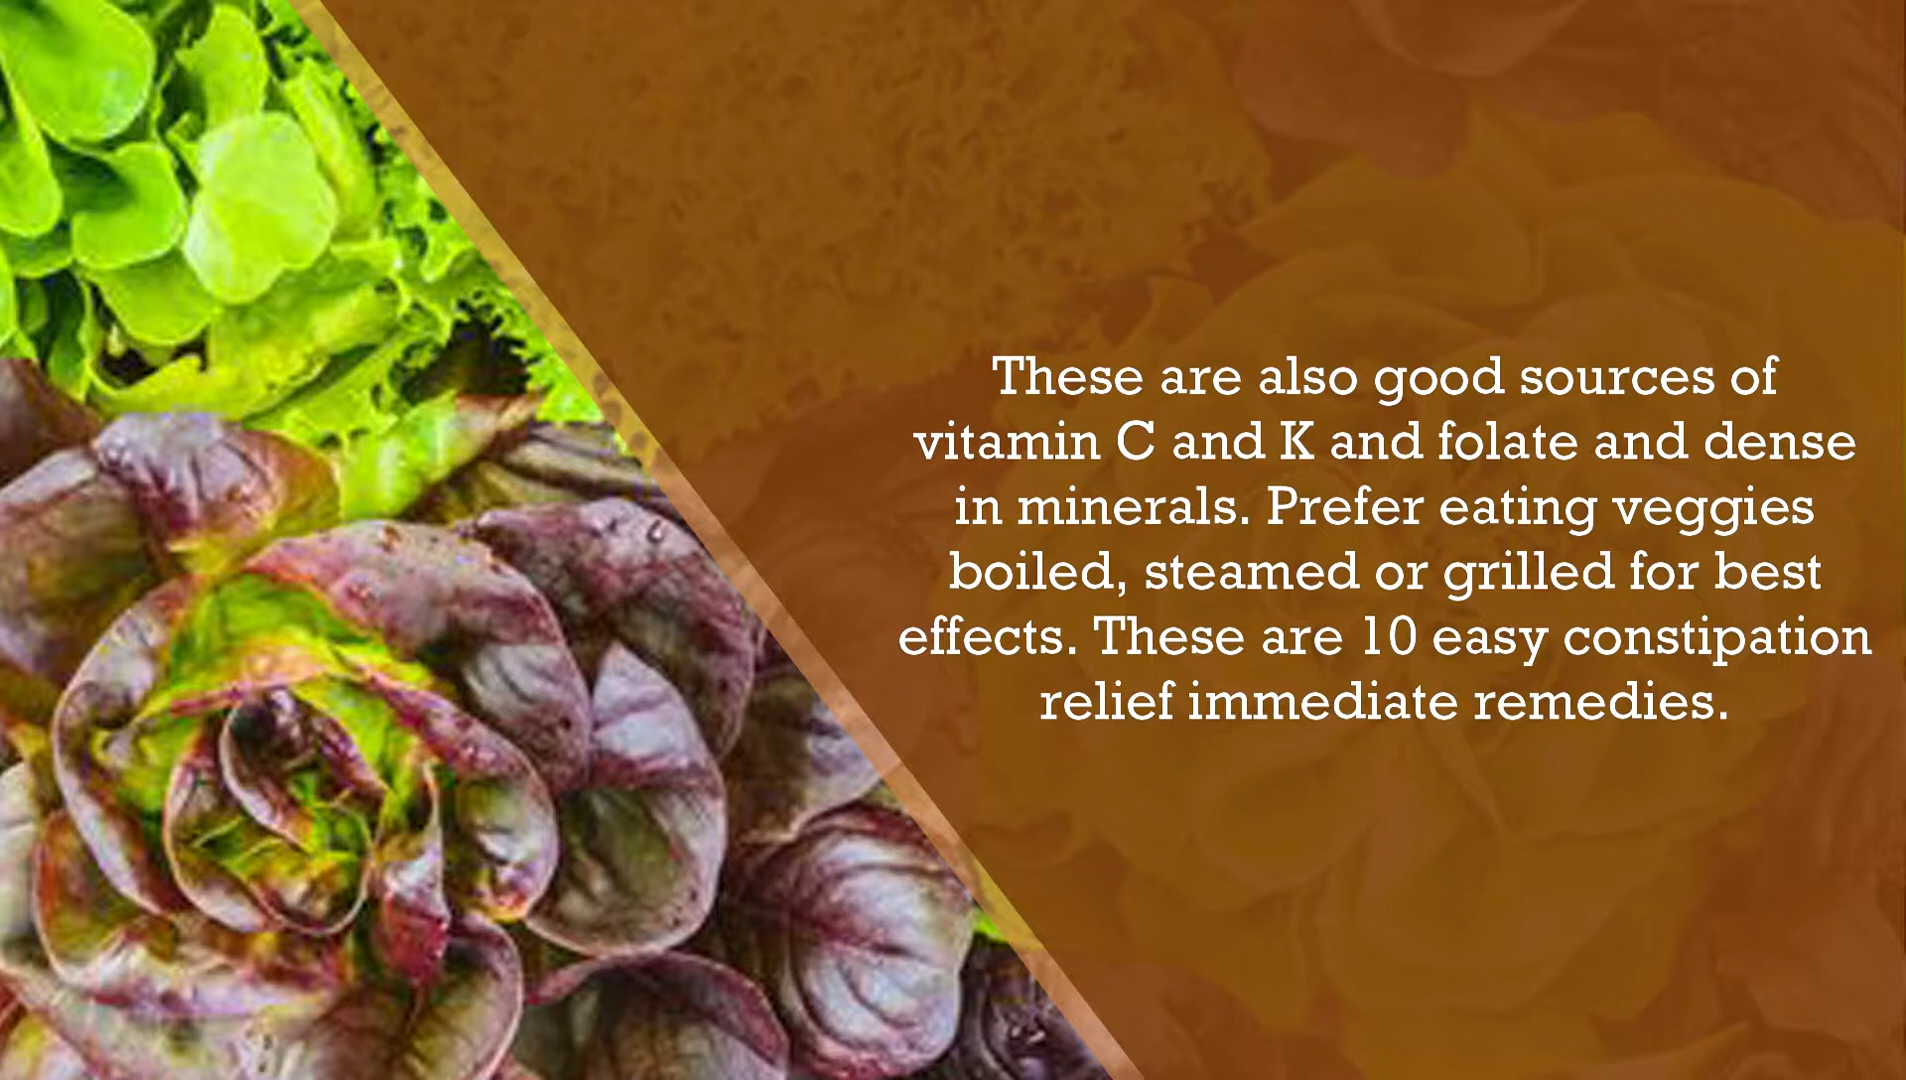 These are also good sources of
vitamin C and K and folate and dense
in minerals. Prefer eating veggies
boiled, steamed or grilled for best
effects. These are 10 easy constipation
relief immediate remedies.